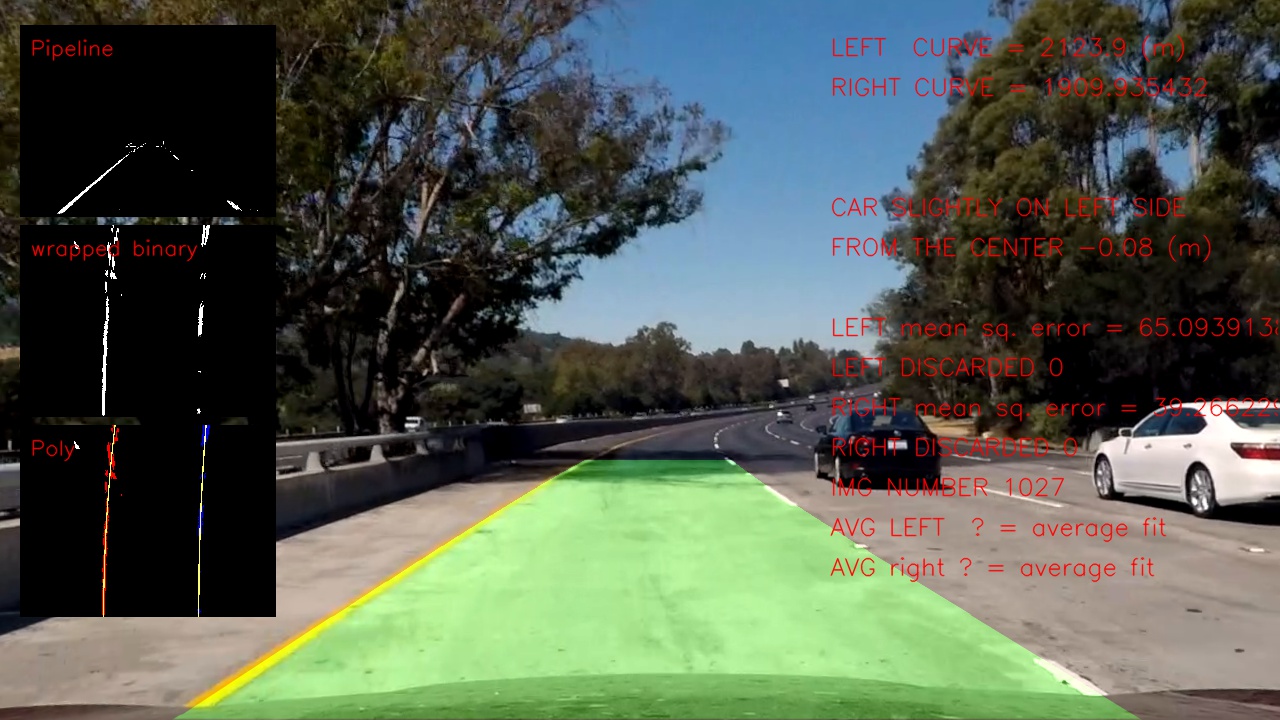 Pipeline
wrapped binary
Poly
LEFT CURVE = 2123.9 (m)
RIGHT CURVE = 1909.935432
CAR SLIGHTLY ON LEFT SIDE
FROM THE CENTER -0.08 (m)
LEFT mean sq. error = 65.0939130
LEFT DISCARDED 0
RIGHT mean sq. error = 39.266229
RIGHT DISCARDED 0
IMG NUMBER 1027
AVG LEFT ? = average fit
AVG right ? = average fit